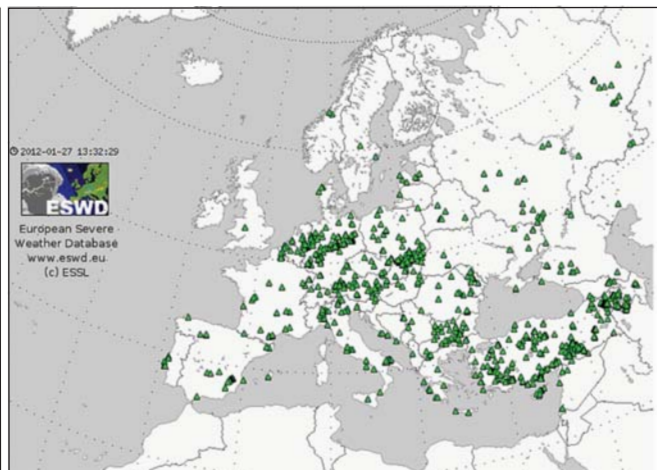 2012-01-27 13:32:29
ESWD
European Severe
Weather Database
www.eswd.eu
(c) ESSL